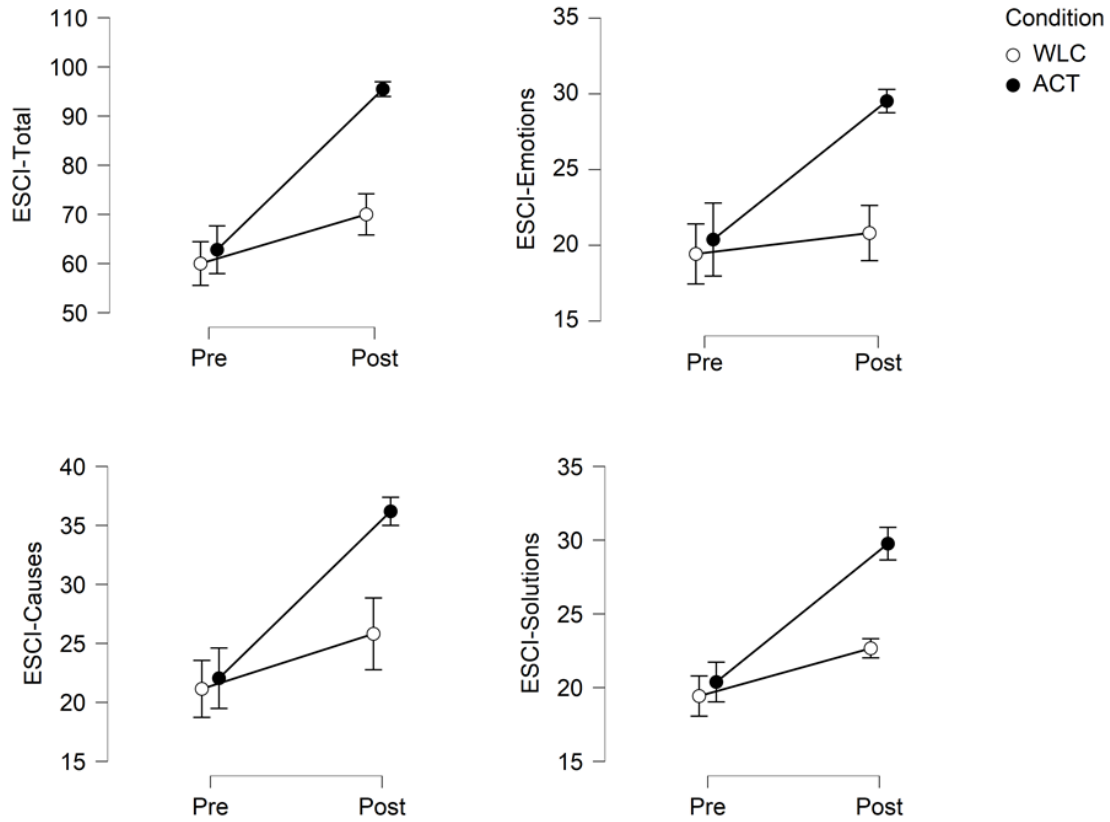 ESCI-Total
110
100
90
80
70
60
50
Pre Post
ESCI-Emotions
35
30
25
20
15
Pre Post
Condition
WLC
ACT
ESCI-Causes
40
35
30
25
20
15
Pre Post
ESCI-Solutions
35
30
25
20
15
Pre Post